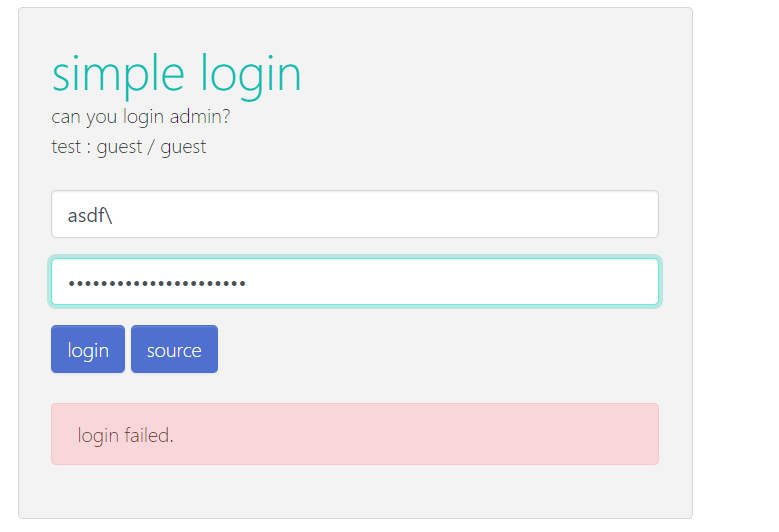 simple login
can you login admin?
test : guest / guest
asdf\
••••••••••••••••••••••
login source
login failed.